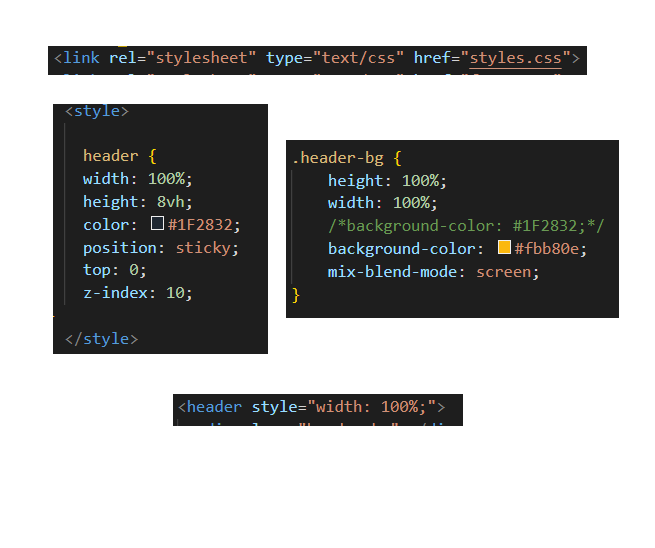 <link rel="stylesheet" type="text/css" href="styles.css">
<style>
header {
width: 100%;
height: 8vh;
color: #1F2832;
position: sticky;
top: 0;
z-index: 10;
</style>
.header-bg {
height: 100%;
width: 100%;
/*background-color: #1F2832;*/
background-color: #fbb80e;
mix-blend-mode: screen;
}
<header style="width: 100%;">